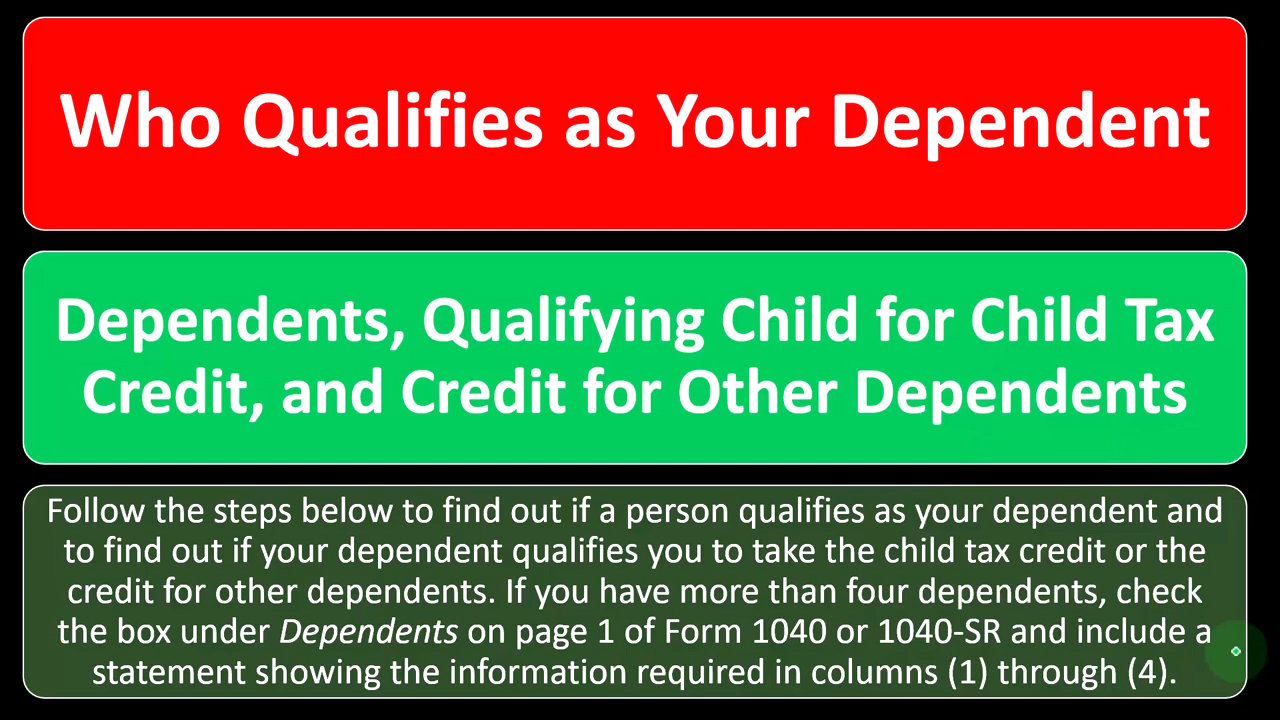 Who Qualifies as Your Dependent
Dependents, Qualifying Child for Child Tax
Credit, and Credit for Other Dependents
Follow the steps below to find out if a person qualifies as your dependent and
to find out if your dependent qualifies you to take the child tax credit or the
credit for other dependents. If you have more than four dependents, check
the box under Dependents on page 1 of Form 1040 or 1040-SR and include a
statement showing the information required in columns (1) through (4).